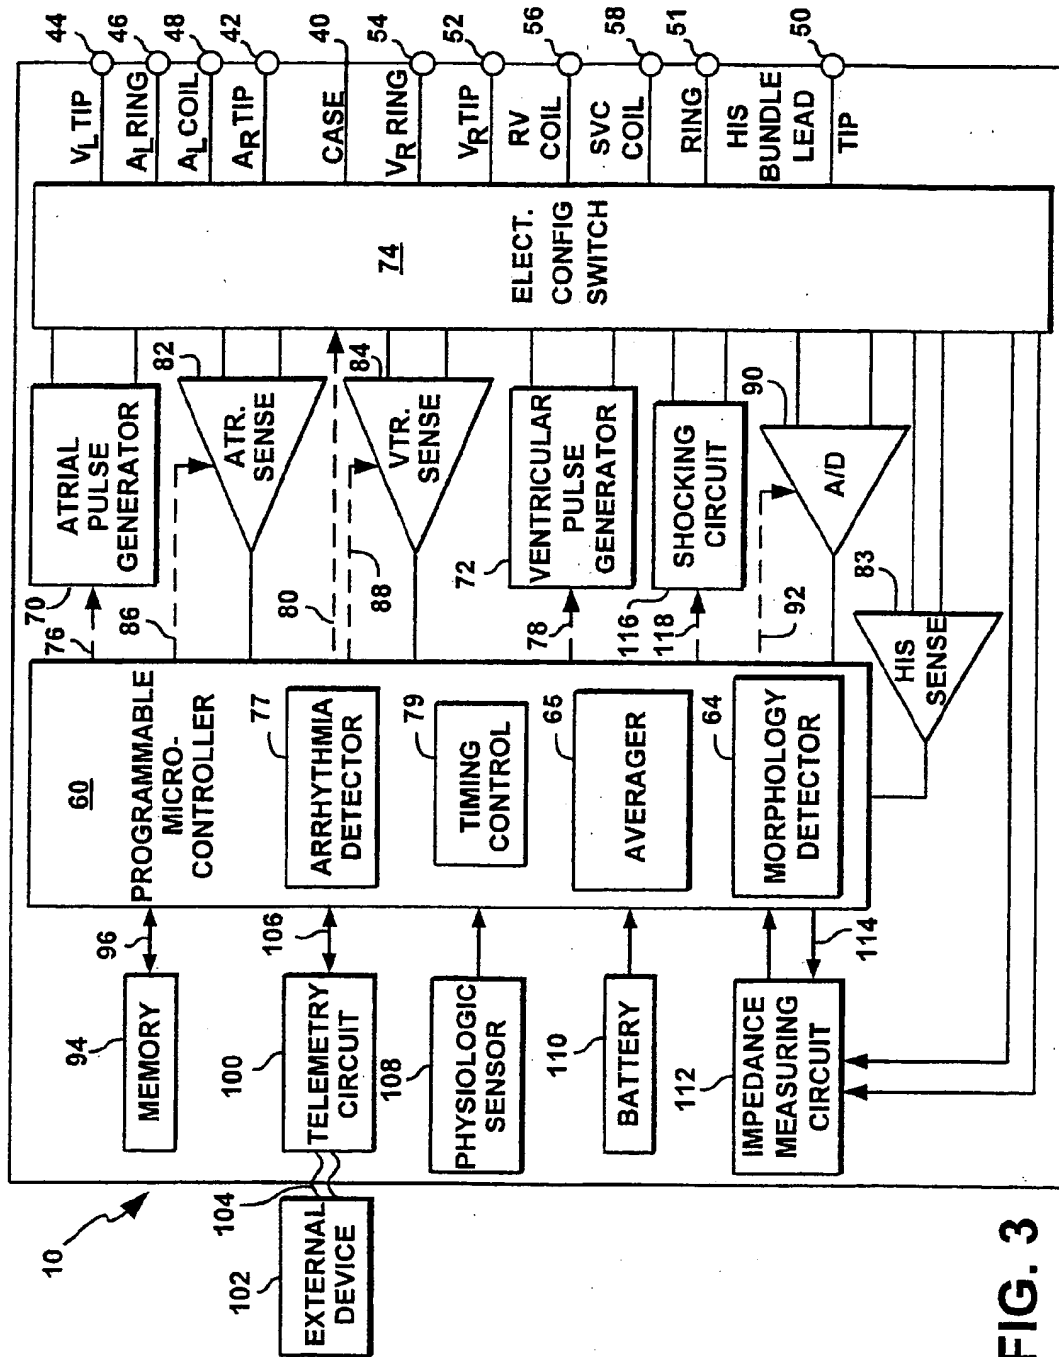 10
102
EXTERNAL
DEVICE
104
94
MEMORY
96
100
TELEMETRY
CIRCUIT
106
108
PHYSIOLOGIC
SENSOR
110
BATTERY
112
IMPEDANCE
MEASURING
CIRCUIT
114
60
PROGRAMMABLE
MICRO-
CONTROLLER
77
ARRHYTHMIA
DETECTOR
79
TIMING
CONTROL
65
AVERAGER
64
MORPHOLOGY
DETECTOR
76
70
ATRIAL
PULSE
GENERATOR
86
82
ATR.
SENSE
80
88
84
VTR.
SENSE
78
72
VENTRICULAR
PULSE
GENERATOR
116
118
SHOCKING
CIRCUIT
92
90
A/D
83
HIS
SENSE
74
ELECT.
CONFIG
SWITCH
VL TIP
44
AL RING
46
AL COIL
48
AR TIP
42
CASE
40
VR RING
54
VR TIP
52
RV
COIL
56
SVC
COIL
58
RING
51
HIS
BUNDLE
LEAD
TIP
50
FIG. 3